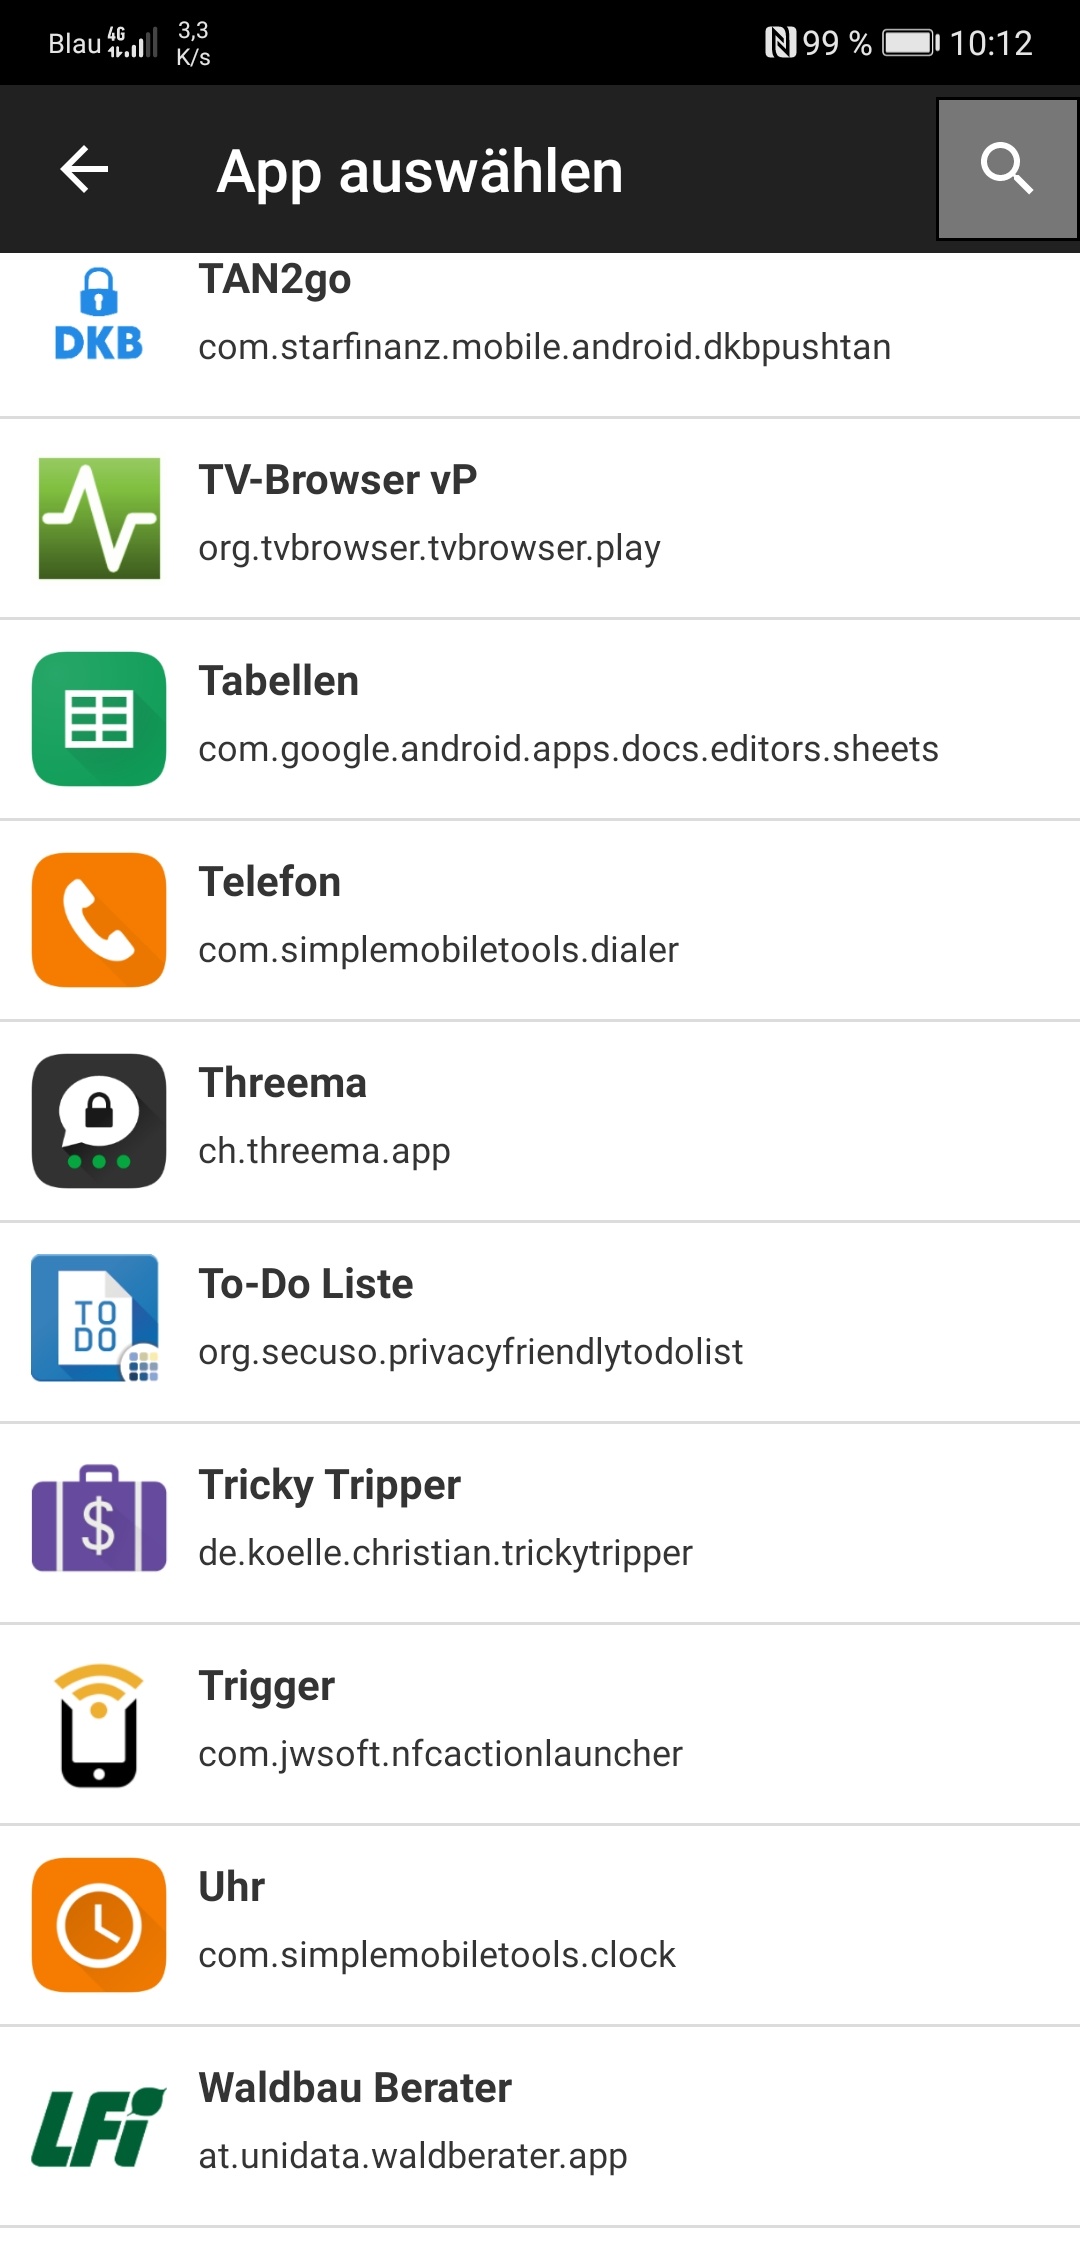 Blau 4G 3,3 K/s 99 % 10:12
App auswählen
TAN2go
DKB
com.starfinanz.mobile.android.dkbpushtan
TV-Browser vP
org.tvbrowser.tvbrowser.play
Tabellen
com.google.android.apps.docs.editors.sheets
Telefon
com.simplemobiletools.dialer
Threema
ch.threema.app
To-Do Liste
TO
DO
org.secuso.privacyfriendlytodolist
Tricky Tripper
$
de.koelle.christian.trickytripper
Trigger
com.jwsoft.nfcactionlauncher
Uhr
com.simplemobiletools.clock
Waldbau Berater
LFi
at.unidata.waldberater.app